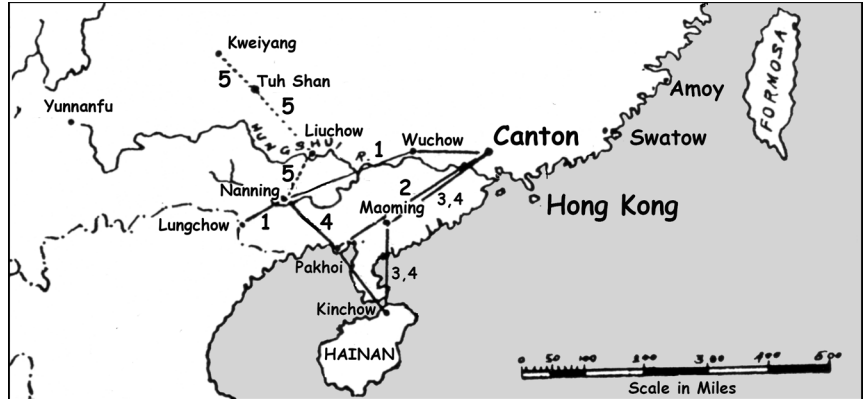 Kweiyang
5
Tuh Shan
5
Yunnanfu
Amoy
FORMOSA
HUNGSHUI R.
Liuchow
Wuchow
1
Canton
Swatow
5
Nanning
2
3,4
Hong Kong
Maoming
Lungchow
1
4
Pakhoi
3,4
Kinchow
HAINAN
0 50 100 200 300 400 500
Scale in Miles